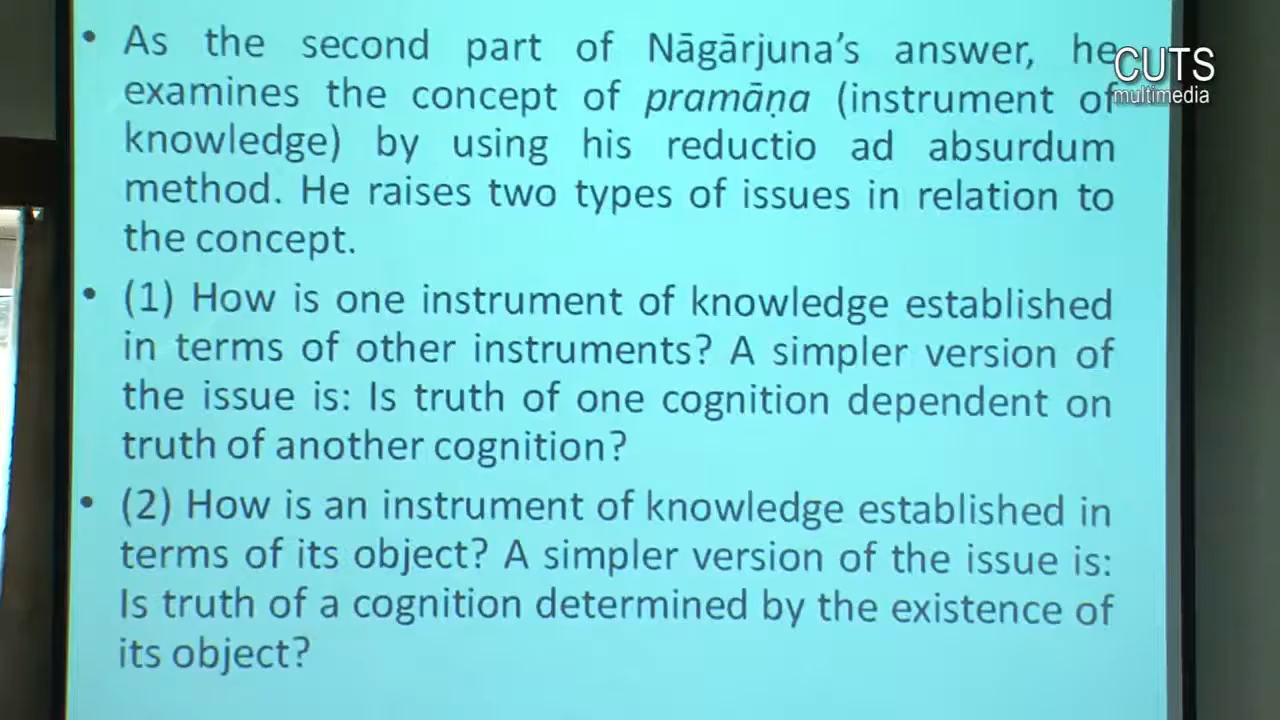 • As the second part of Nāgārjuna’s answer, he
examines the concept of pramāṇa (instrument of
knowledge) by using his reductio ad absurdum
method. He raises two types of issues in relation to
the concept.
• (1) How is one instrument of knowledge established
in terms of other instruments? A simpler version of
the issue is: Is truth of one cognition dependent on
truth of another cognition?
• (2) How is an instrument of knowledge established in
terms of its object? A simpler version of the issue is:
Is truth of a cognition determined by the existence of
its object?
CUTS
multimedia